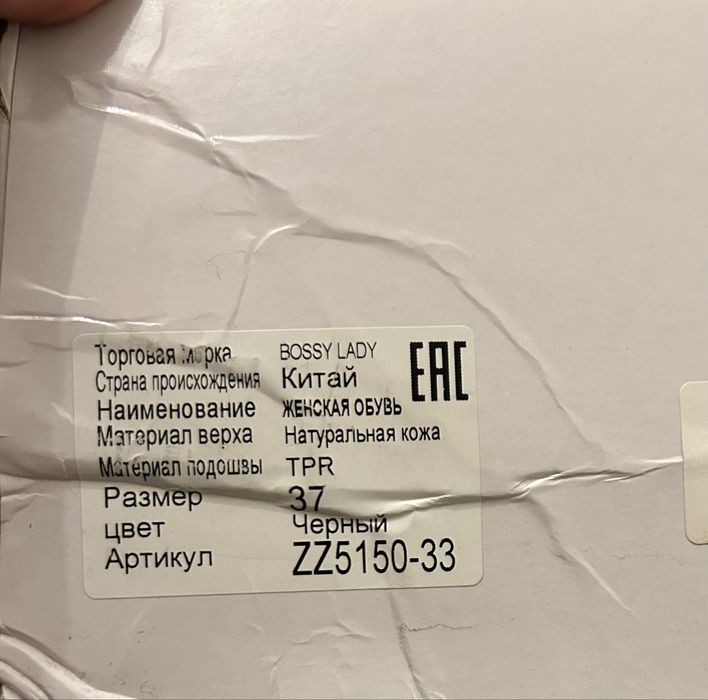 Торговая марка BOSSY LADY
Страна происхождения Китай
EAC
Наименование ЖЕНСКАЯ ОБУВЬ
Материал верха Натуральная кожа
Материал подошвы TPR
Размер 37
цвет Черный
Артикул ZZ5150-33